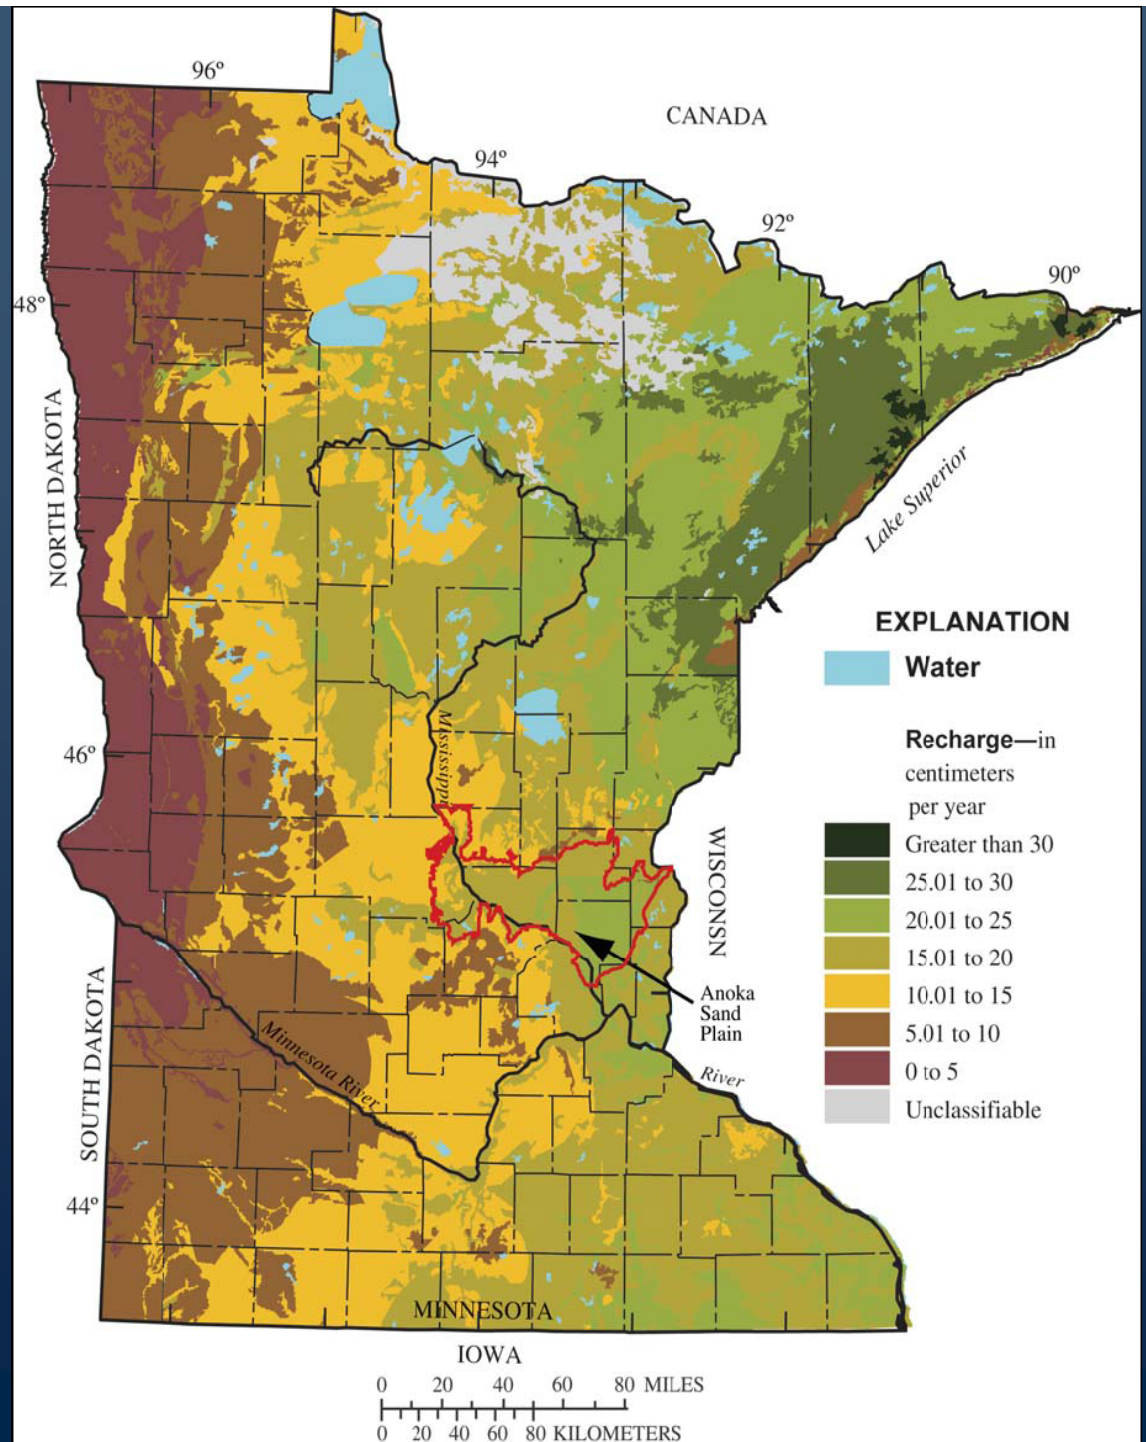 96º
CANADA
94º
92º
90º
48º
NORTH DAKOTA
Lake Superior
EXPLANATION
Water
Mississippi
46º
Recharge—in
centimeters
per year
Greater than 30
25.01 to 30
20.01 to 25
15.01 to 20
10.01 to 15
5.01 to 10
0 to 5
Unclassifiable
WISCONSN
Anoka
Sand
Plain
SOUTH DAKOTA
Minnesota River
River
44º
MINNESOTA
IOWA
0 20 40 60 80 MILES
0 20 40 60 80 KILOMETERS